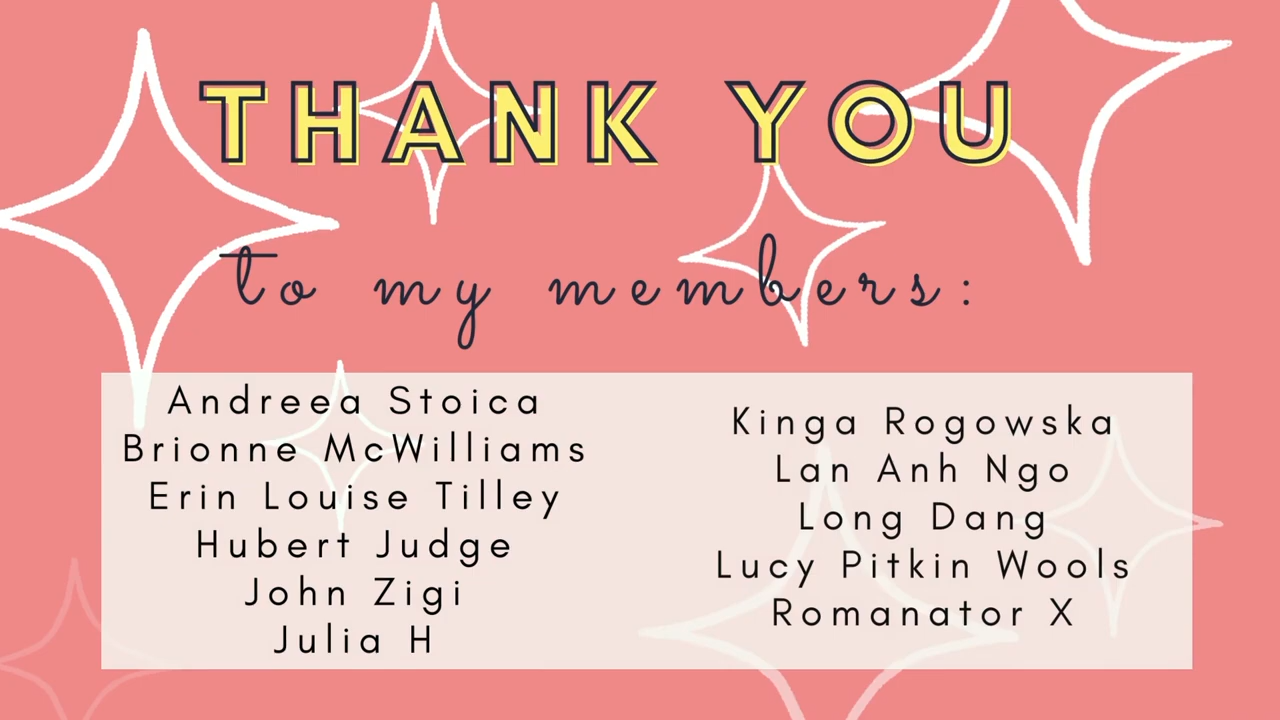 THANK YOU
to my members:
Andreea Stoica
Brionne McWilliams
Erin Louise Tilley
Hubert Judge
John Zigi
Julia H
Kinga Rogowska
Lan Anh Ngo
Long Dang
Lucy Pitkin Wools
Romanator X